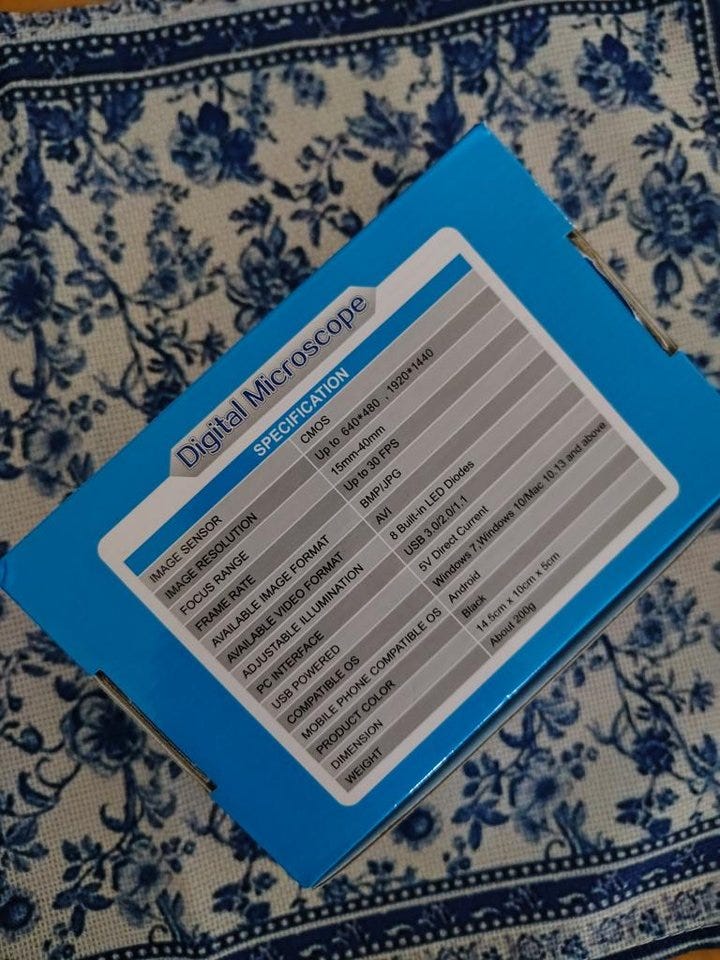 Digital Microscope
SPECIFICATION
IMAGE SENSOR CMOS
IMAGE RESOLUTION Up to 640*480 , 1920*1440
FOCUS RANGE 15mm-40mm
FRAME RATE Up to 30 FPS
AVAILABLE IMAGE FORMAT BMP/JPG
AVAILABLE VIDEO FORMAT AVI
ADJUSTABLE ILLUMINATION 8 Built-in LED Diodes
PC INTERFACE USB 3.0/2.0/1.1
USB POWERED 5V Direct Current
COMPATIBLE OS Windows 7,Windows 10/Mac 10.13 and above
MOBILE PHONE COMPATIBLE OS Android
PRODUCT COLOR Black
DIMENSION 14.5cm x 10cm x 5cm
WEIGHT About 200g